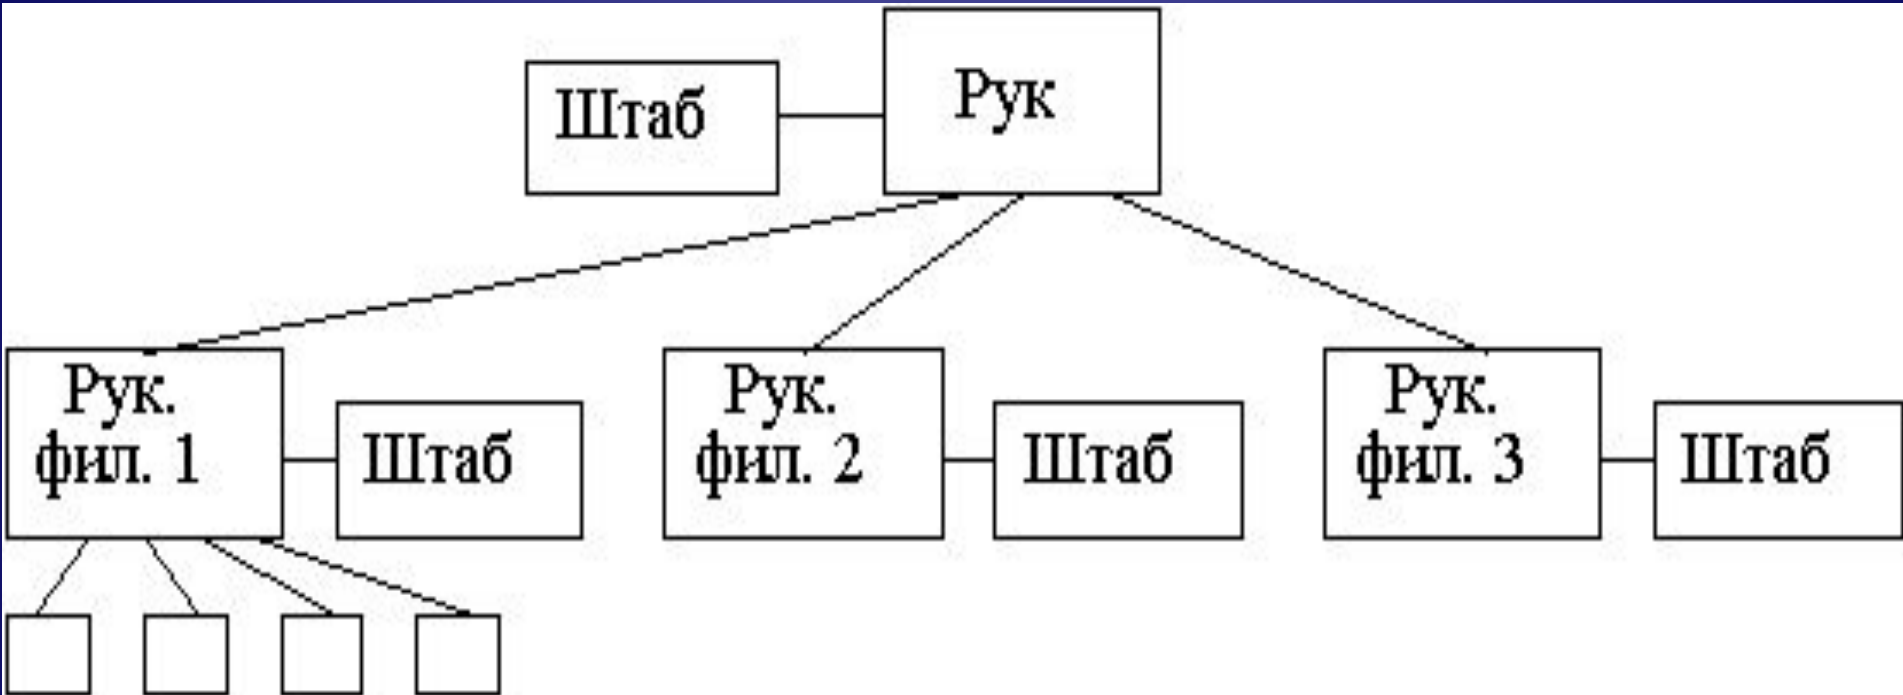 Штаб
Рук
Рук.
фил. 1
Штаб
Рук.
фил. 2
Штаб
Рук.
фил. 3
Штаб